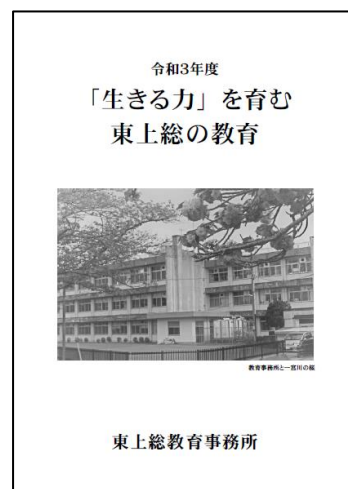 令和3年度
「生きる力」を育む
東上総の教育
教育事務所と一宮川の桜
東上総教育事務所